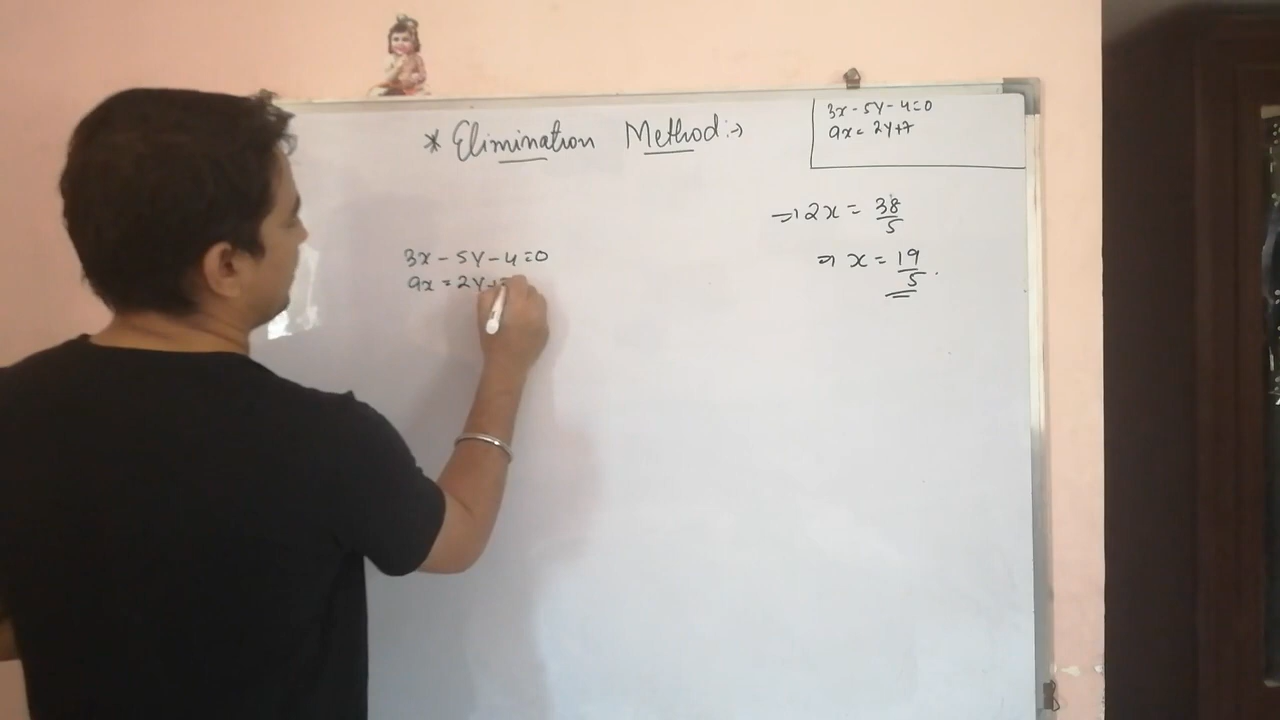 * Elimination Method :→
3x - 5y - 4 = 0
9x = 2y + 7
⇒ 2x = 38/5
⇒ x = 19/5.
3x - 5y - 4 = 0
9x = 2y +